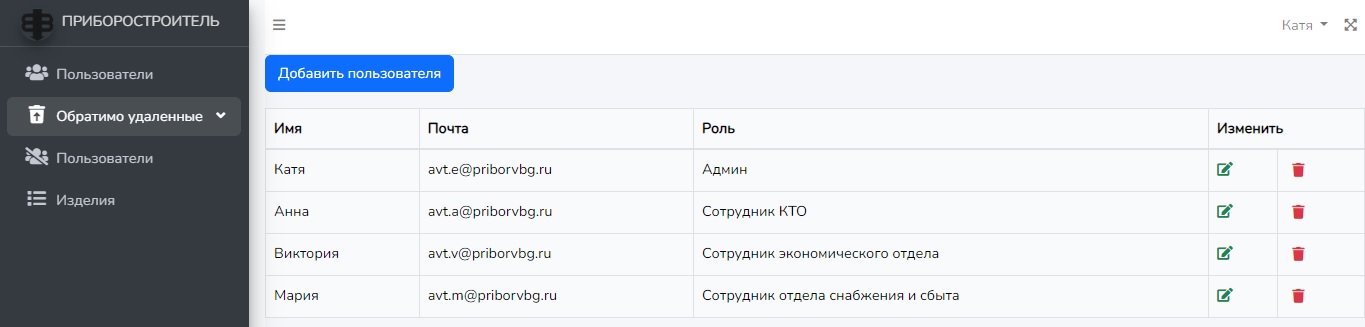 ПРИБОРОСТРОИТЕЛЬ
Катя
Пользователи
Обратимо удаленные
Пользователи
Изделия
Добавить пользователя
Имя Почта Роль Изменить
Катя avt.e@priborvbg.ru Админ
Анна avt.a@priborvbg.ru Сотрудник КТО
Виктория avt.v@priborvbg.ru Сотрудник экономического отдела
Мария avt.m@priborvbg.ru Сотрудник отдела снабжения и сбыта